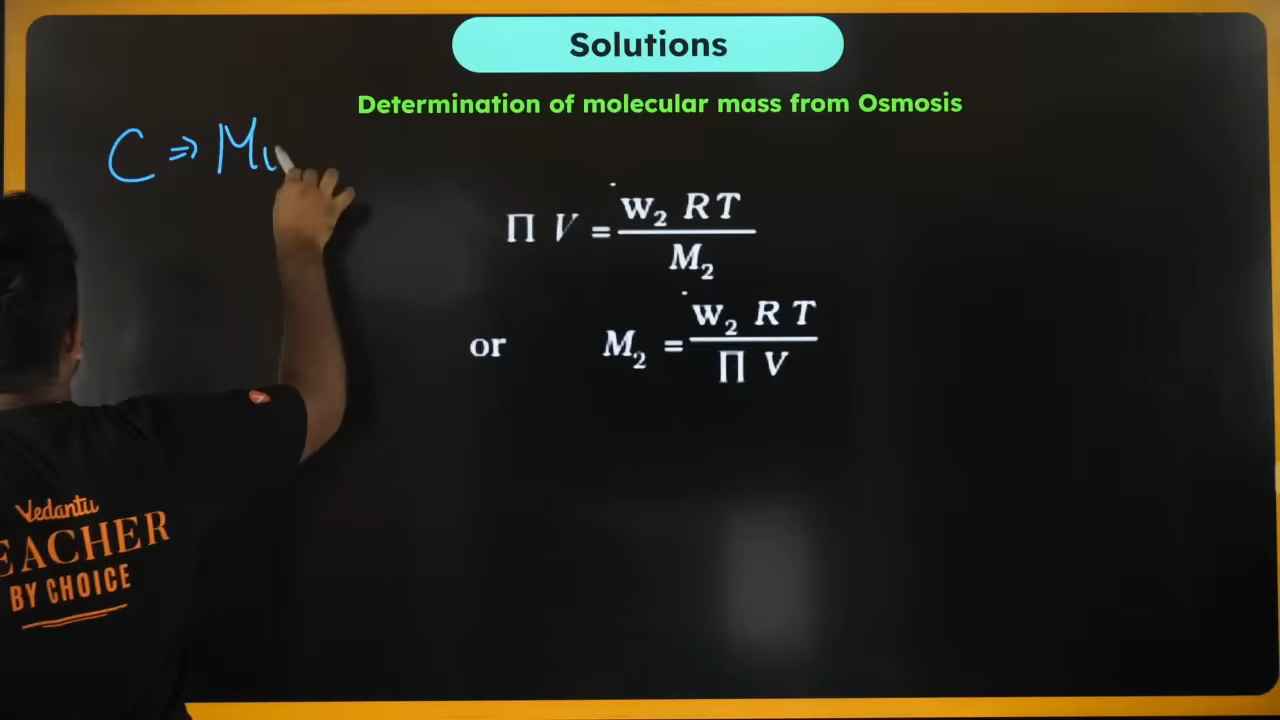 Solutions
Determination of molecular mass from Osmosis
C ⇒ M
Π V = w₂ R T / M₂
or M₂ = w₂ R T / Π V
Vedantu
EACHER
BY CHOICE